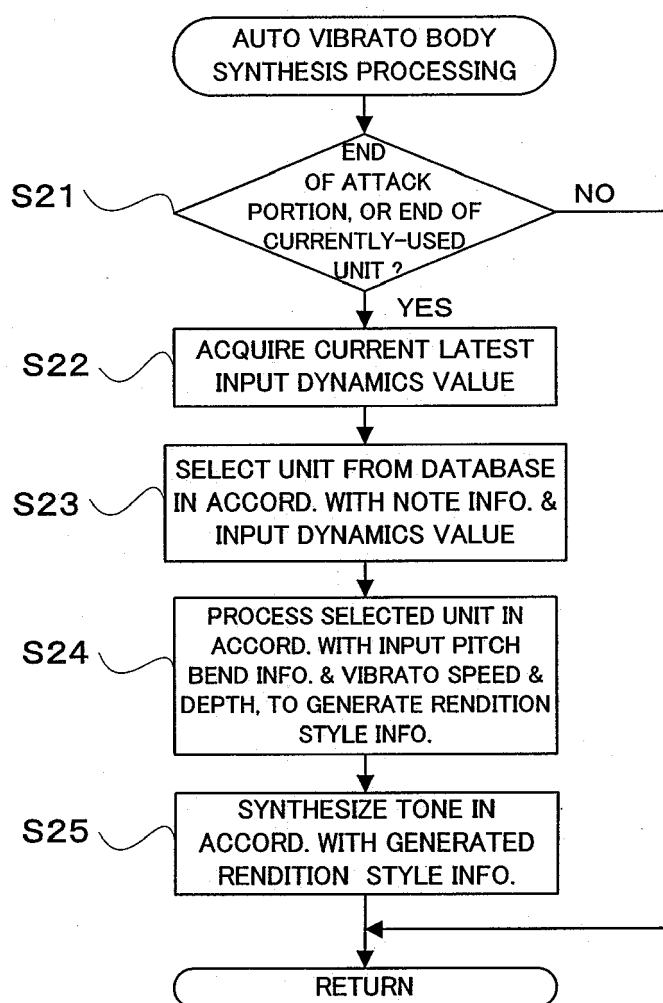 AUTO VIBRATO BODY
SYNTHESIS PROCESSING
END
OF ATTACK
PORTION, OR END OF
CURRENTLY-USED
UNIT ?
S21
NO
YES
S22
ACQUIRE CURRENT LATEST
INPUT DYNAMICS VALUE
S23
SELECT UNIT FROM DATABASE
IN ACCORD. WITH NOTE INFO. &
INPUT DYNAMICS VALUE
S24
PROCESS SELECTED UNIT IN
ACCORD. WITH INPUT PITCH
BEND INFO. & VIBRATO SPEED &
DEPTH, TO GENERATE RENDITION
STYLE INFO.
S25
SYNTHESIZE TONE IN
ACCORD. WITH GENERATED
RENDITION STYLE INFO.
RETURN